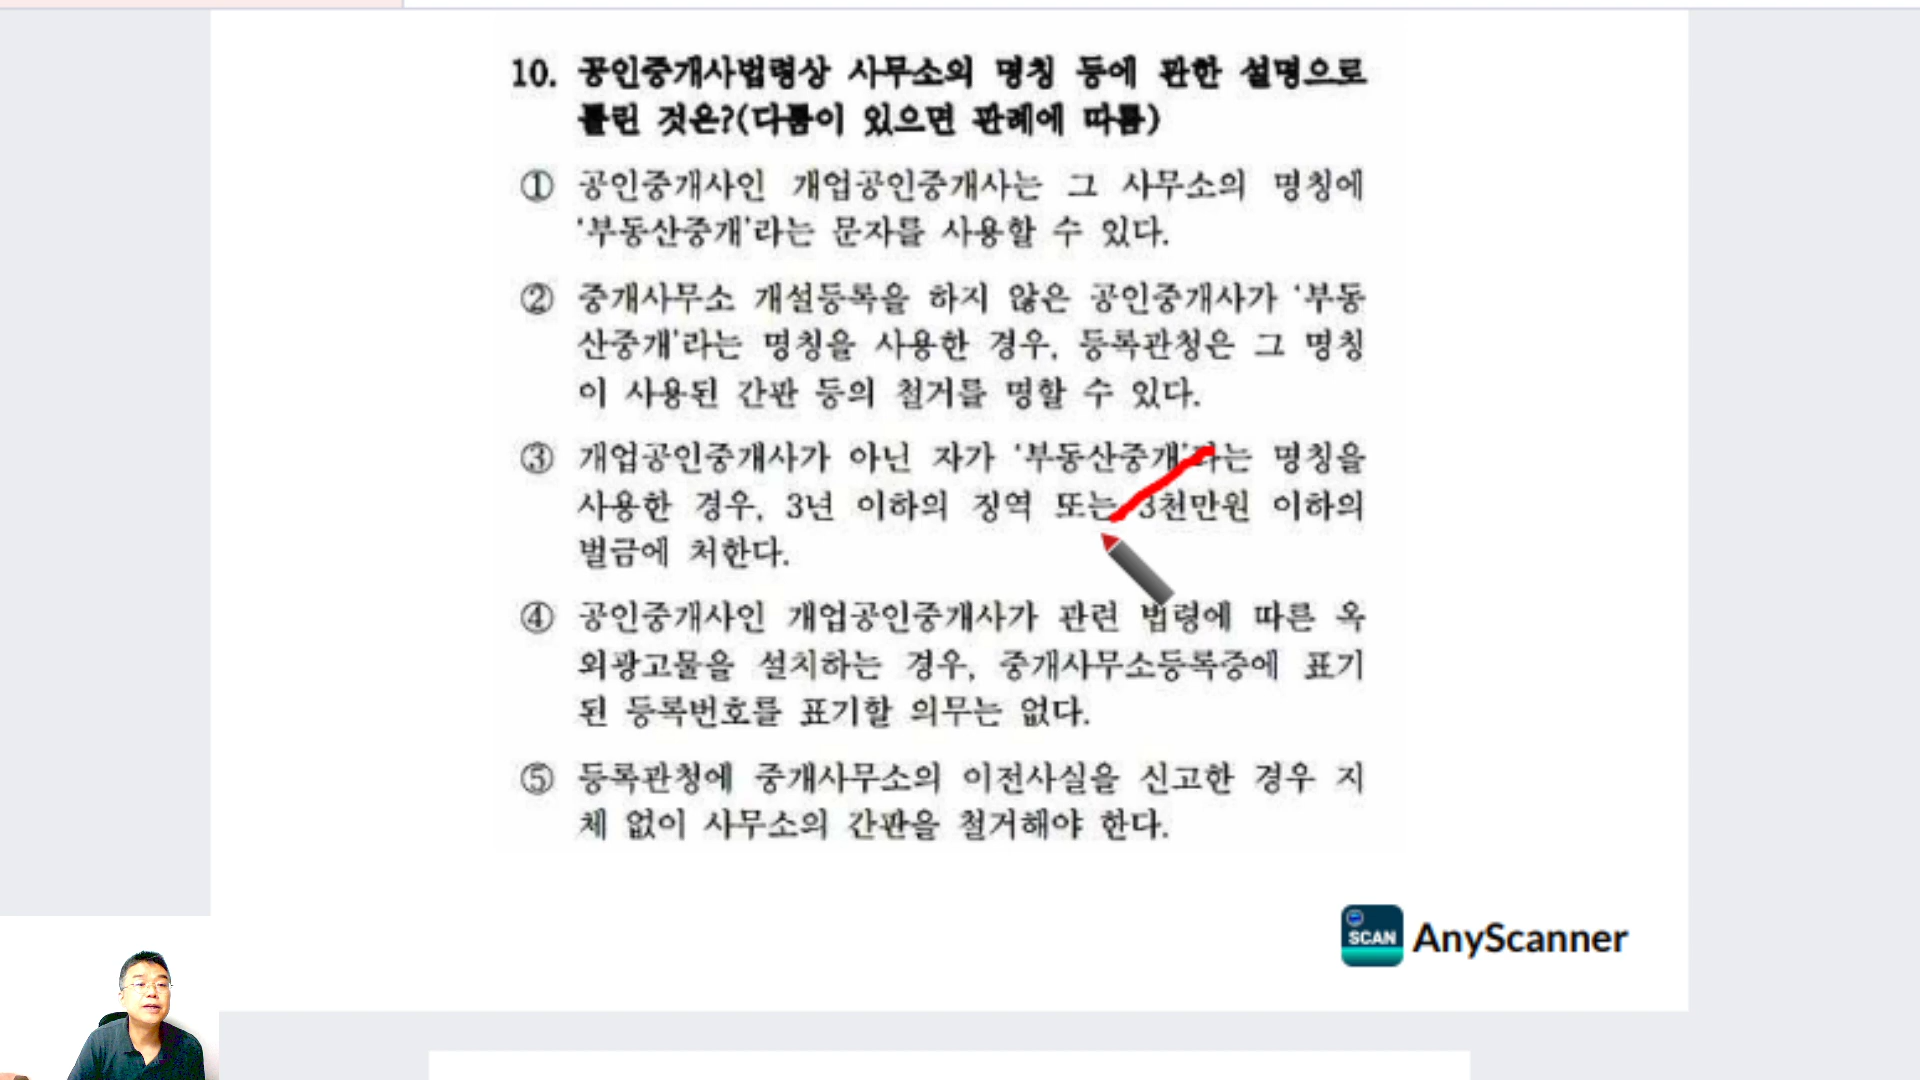 10. 공인중개사법령상 사무소의 명칭 등에 관한 설명으로
틀린 것은?(다툼이 있으면 판례에 따름)
① 공인중개사인 개업공인중개사는 그 사무소의 명칭에
'부동산중개'라는 문자를 사용할 수 있다.
② 중개사무소 개설등록을 하지 않은 공인중개사가 '부동
산중개'라는 명칭을 사용한 경우, 등록관청은 그 명칭
이 사용된 간판 등의 철거를 명할 수 있다.
③ 개업공인중개사가 아닌 자가 '부동산중개'라는 명칭을
사용한 경우, 3년 이하의 징역 또는 3천만원 이하의
벌금에 처한다.
④ 공인중개사인 개업공인중개사가 관련 법령에 따른 옥
외광고물을 설치하는 경우, 중개사무소등록증에 표기
된 등록번호를 표기할 의무는 없다.
⑤ 등록관청에 중개사무소의 이전사실을 신고한 경우 지
체 없이 사무소의 간판을 철거해야 한다.
SCAN AnyScanner